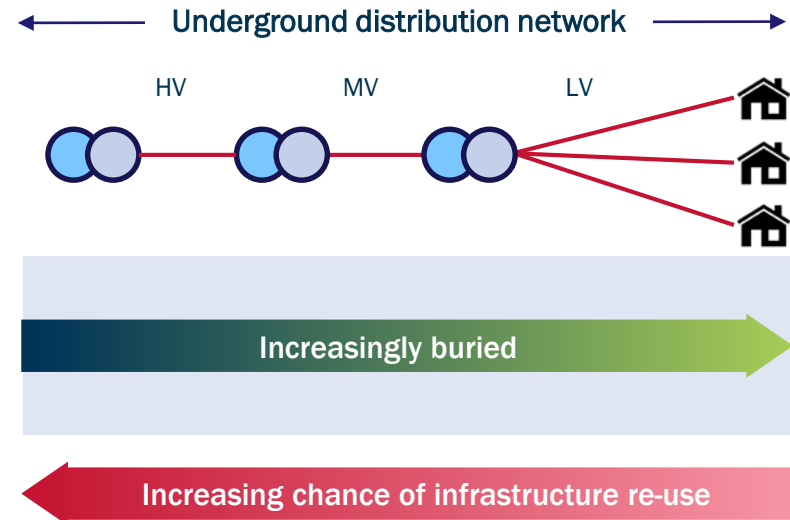 Underground distribution network
HV MV LV
Increasingly buried
Increasing chance of infrastructure re-use